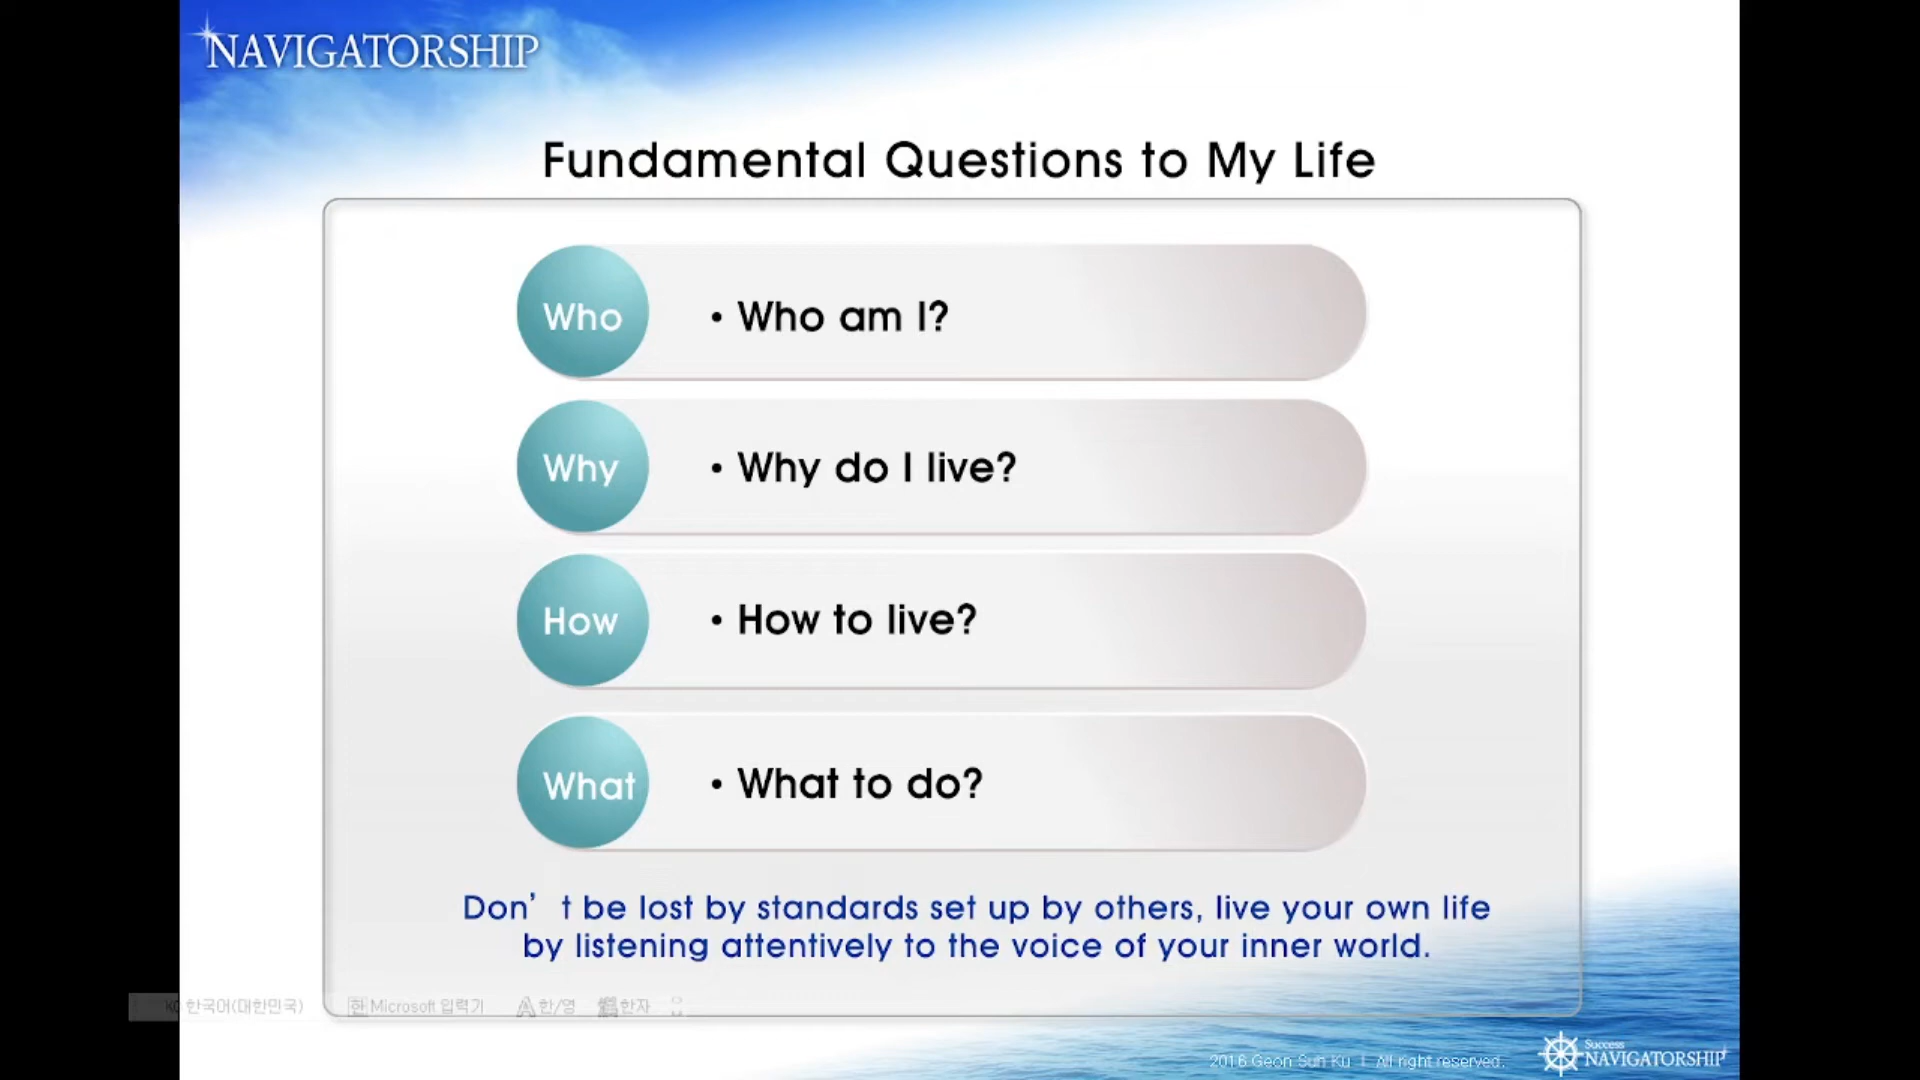 NAVIGATORSHIP
Fundamental Questions to My Life
Who
• Who am I?
Why
• Why do I live?
How
• How to live?
What
• What to do?
Don’ t be lost by standards set up by others, live your own life
by listening attentively to the voice of your inner world.
KO 한국어(대한민국) 한 Microsoft 입력기 A 한/영 한자
2016 Geon Suh Ku I All right reserved.
Success
NAVIGATORSHIP